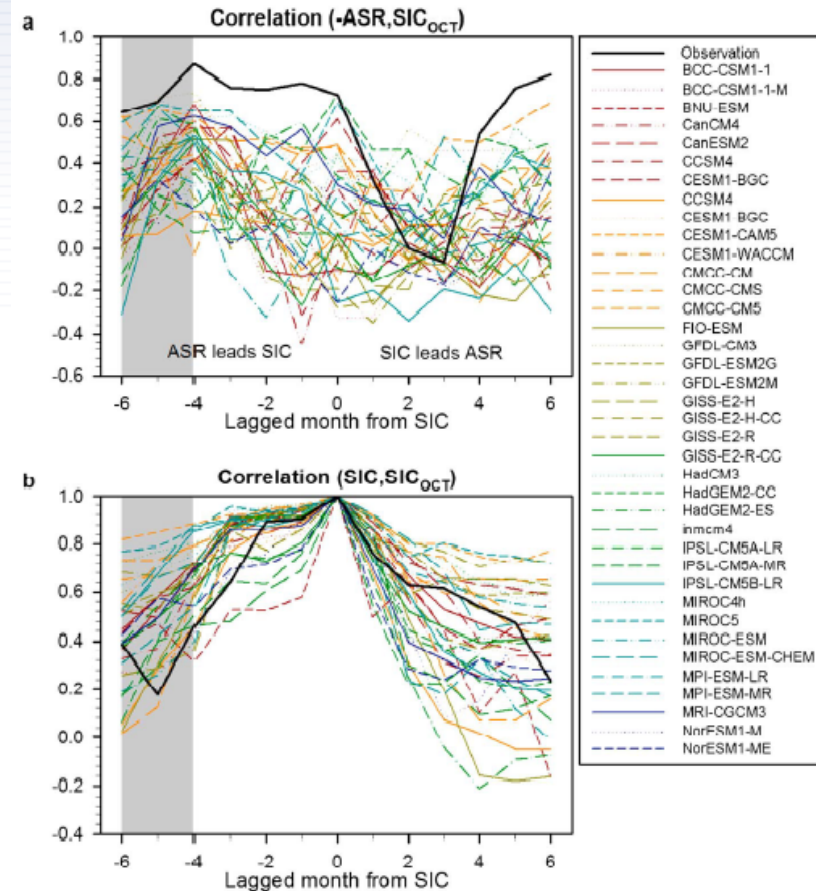 a
Correlation (-ASR,SIC_OCT)
1.0
0.8
0.6
0.4
0.2
0.0
-0.2
-0.4
-0.6
ASR leads SIC
SIC leads ASR
-6 -4 -2 0 2 4 6
Lagged month from SIC
b
Correlation (SIC,SIC_OCT)
1.0
0.8
0.6
0.4
0.2
0.0
-0.2
-0.4
-6 -4 -2 0 2 4 6
Lagged month from SIC
Observation
BCC-CSM1-1
BCC-CSM1-1-M
BNU-ESM
CanCM4
CanESM2
CCSM4
CESM1-BGC
CCSM4
CESM1-BGC
CESM1-CAM5
CESM1-WACCM
CMCC-CM
CMCC-CMS
CMCC-CM5
FIO-ESM
GFDL-CM3
GFDL-ESM2G
GFDL-ESM2M
GISS-E2-H
GISS-E2-H-CC
GISS-E2-R
GISS-E2-R-CC
HadCM3
HadGEM2-CC
HadGEM2-ES
inmcm4
IPSL-CM5A-LR
IPSL-CM5A-MR
IPSL-CM5B-LR
MIROC4h
MIROC5
MIROC-ESM
MIROC-ESM-CHEM
MPI-ESM-LR
MPI-ESM-MR
MRI-CGCM3
NorESM1-M
NorESM1-ME